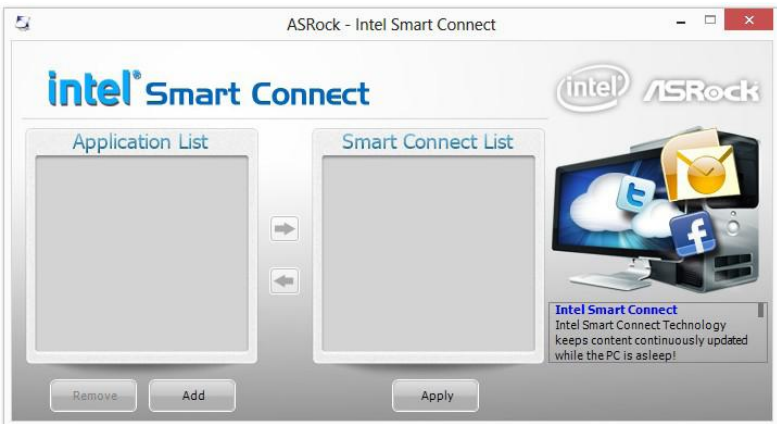 ASRock - Intel Smart Connect
intel® Smart Connect
intel® ASRock
Application List
Smart Connect List
Intel Smart Connect
Intel Smart Connect Technology
keeps content continuously updated
while the PC is asleep!
Remove
Add
Apply